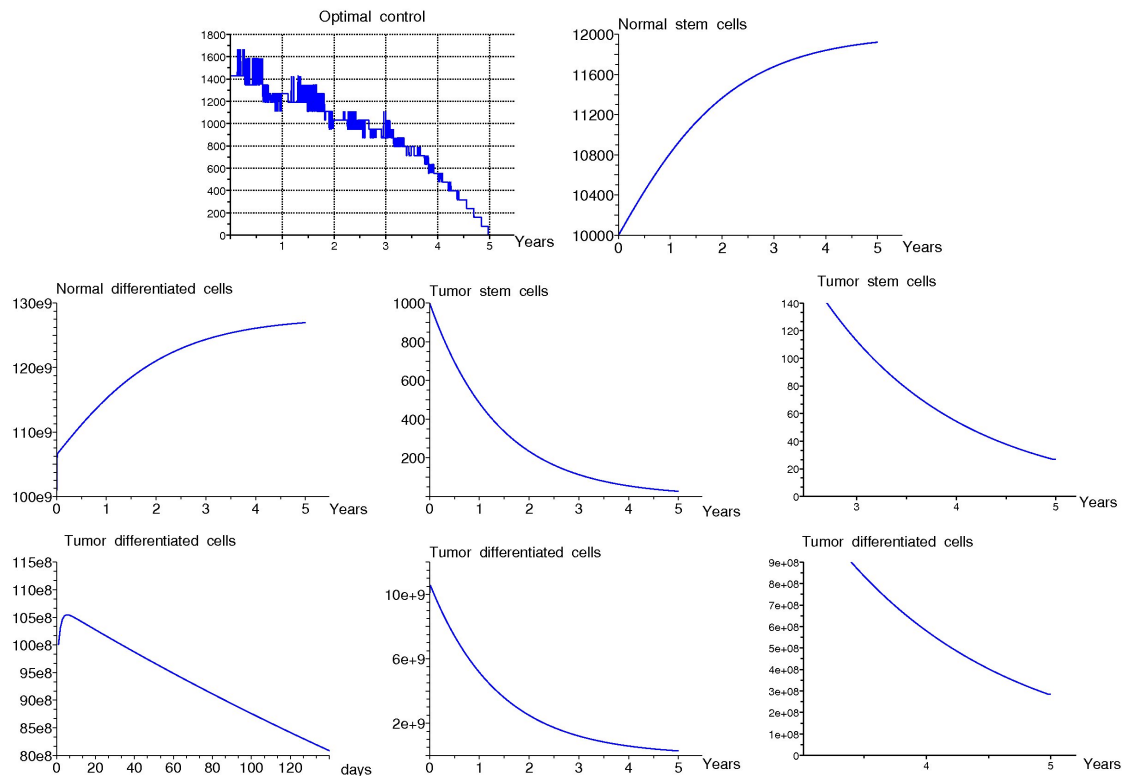 Optimal control
1800
1600
1400
1200
1000
800
600
400
200
0
1 2 3 4 5 Years
Normal stem cells
12000
11600
11200
10800
10400
10000
0 1 2 3 4 5 Years
Normal differentiated cells
130e9
120e9
110e9
100e9
0 1 2 3 4 5 Years
Tumor stem cells
1000
800
600
400
200
0 1 2 3 4 5 Years
Tumor stem cells
140
120
100
80
60
40
20
0
3 4 5 Years
Tumor differentiated cells
115e8
110e8
105e8
100e8
95e8
90e8
85e8
80e8
0 20 40 60 80 100 120 days
Tumor differentiated cells
10e+9
6e+9
2e+9
0 1 2 3 4 5 Years
Tumor differentiated cells
9e+08
8e+08
7e+08
6e+08
5e+08
4e+08
3e+08
2e+08
1e+08
0
4 5 Years